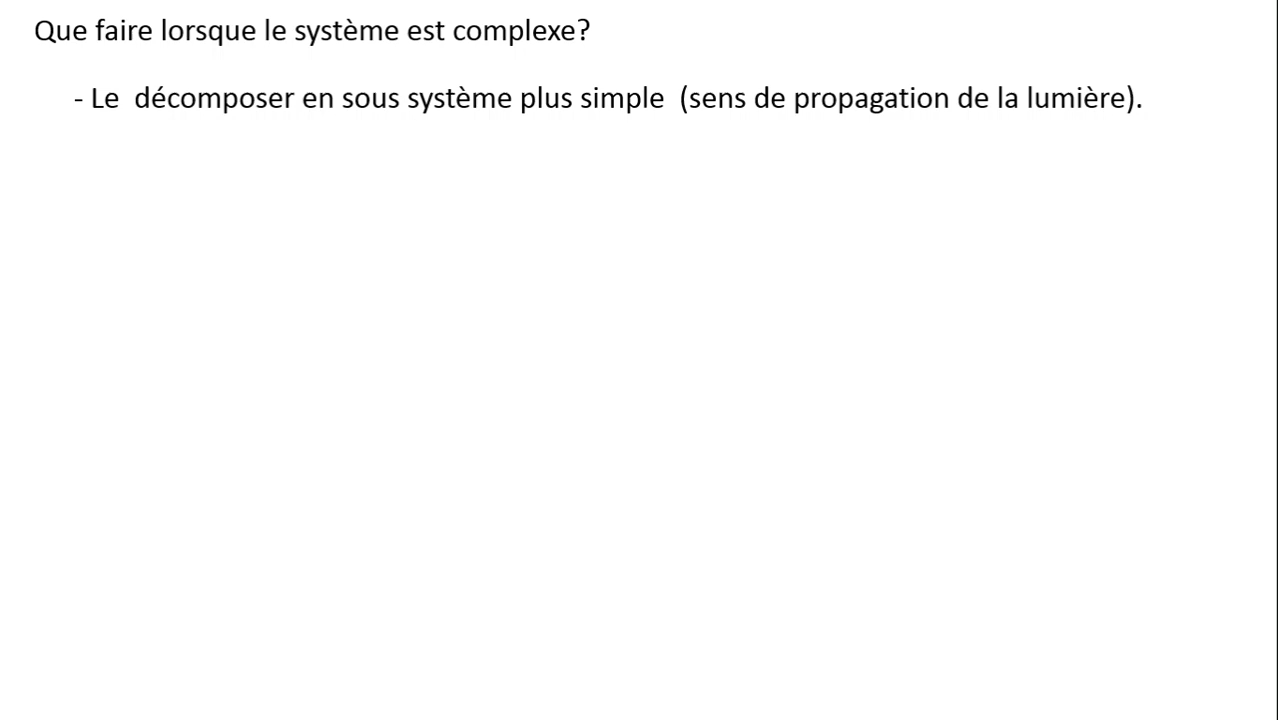 Que faire lorsque le système est complexe?
- Le décomposer en sous système plus simple (sens de propagation de la lumière).